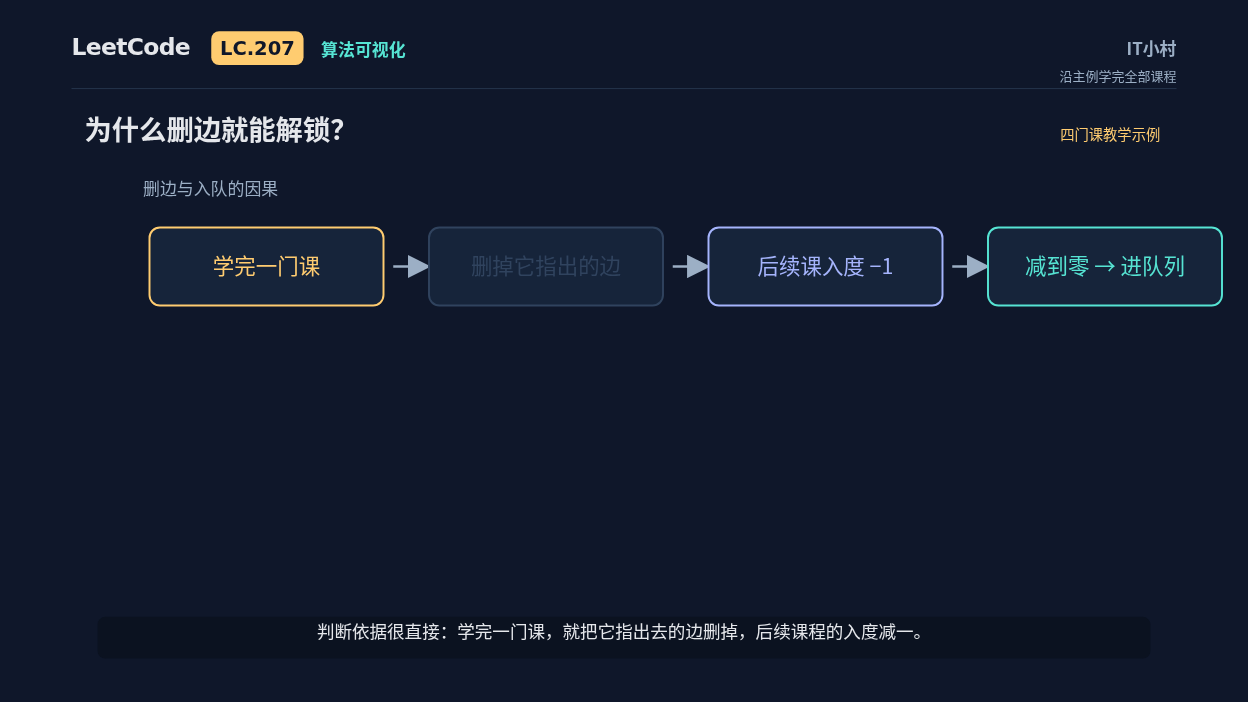 LeetCode LC.207 算法可视化
IT小村
沿主例学完全部课程
为什么删边就能解锁?
四门课教学示例
删边与入队的因果
学完一门课
删掉它指出的边
后续课入度 −1
减到零 → 进队列
判断依据很直接：学完一门课，就把它指出去的边删掉，后续课程的入度减一。